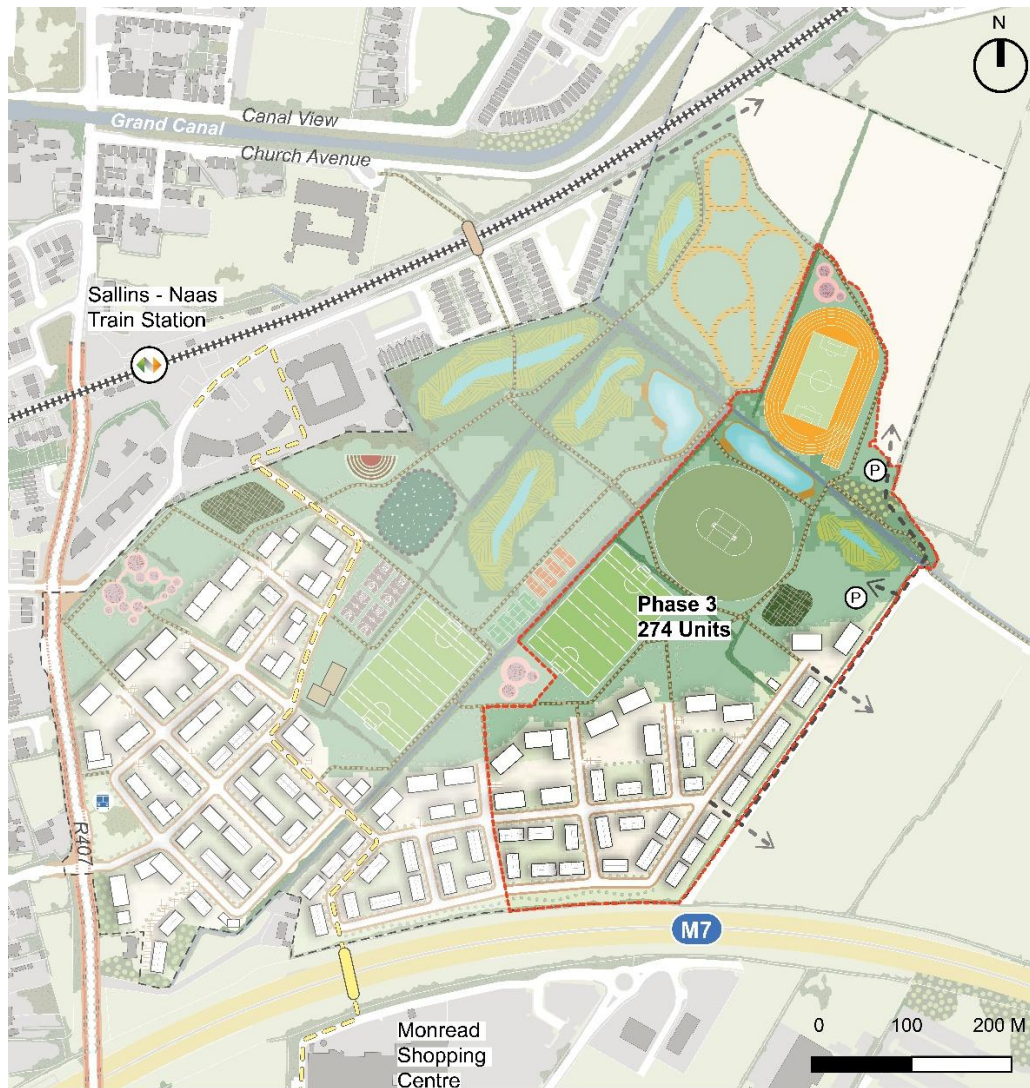 N
Canal View
Grand Canal
Church Avenue
Sallins - Naas
Train Station
P
P
Phase 3
274 Units
R407
M7
0 100 200 M
Monread
Shopping
Centre